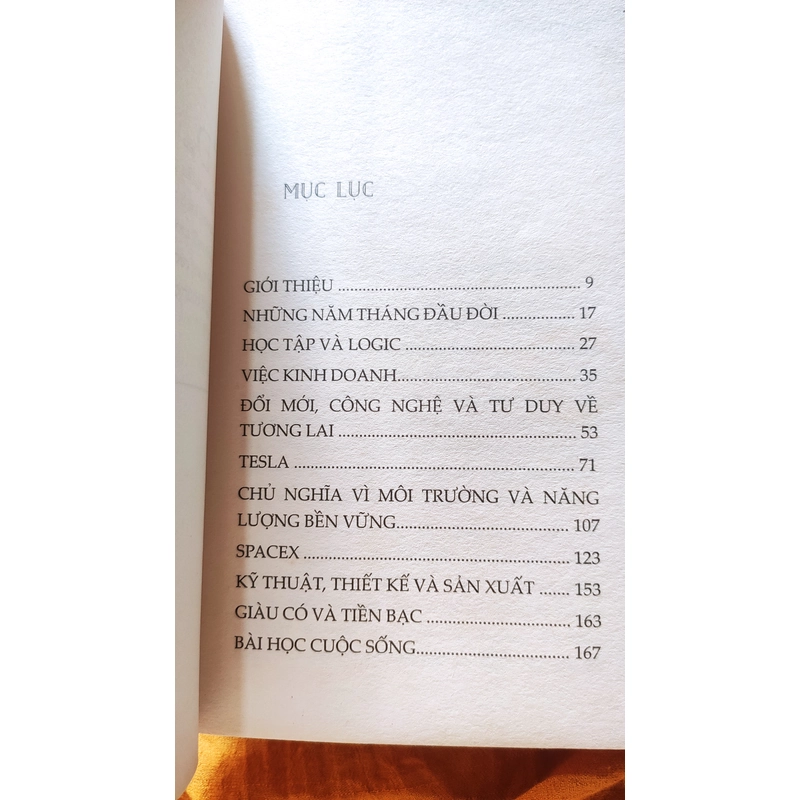 MỤC LỤC
GIỚI THIỆU ........ 9
NHỮNG NĂM THÁNG ĐẦU ĐỜI ........ 17
HỌC TẬP VÀ LOGIC ........ 27
VIỆC KINH DOANH ........ 35
ĐỔI MỚI, CÔNG NGHỆ VÀ TƯ DUY VỀ
TƯƠNG LAI ........ 53
TESLA ........ 71
CHỦ NGHĨA VÌ MÔI TRƯỜNG VÀ NĂNG
LƯỢNG BỀN VỮNG ........ 107
SPACEX ........ 123
KỸ THUẬT, THIẾT KẾ VÀ SẢN XUẤT ...... 153
GIÀU CÓ VÀ TIỀN BẠC ........ 163
BÀI HỌC CUỘC SỐNG ........ 167